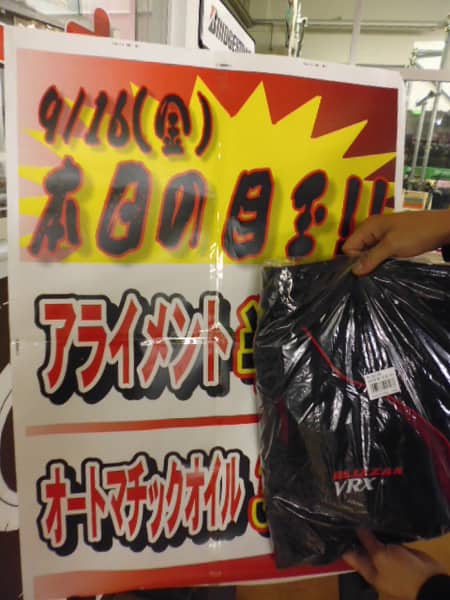 BRIDGESTONE
9/16(金)
本日の目玉!!
アライメント
オートマチックオイル
BLIZZAK
VRX